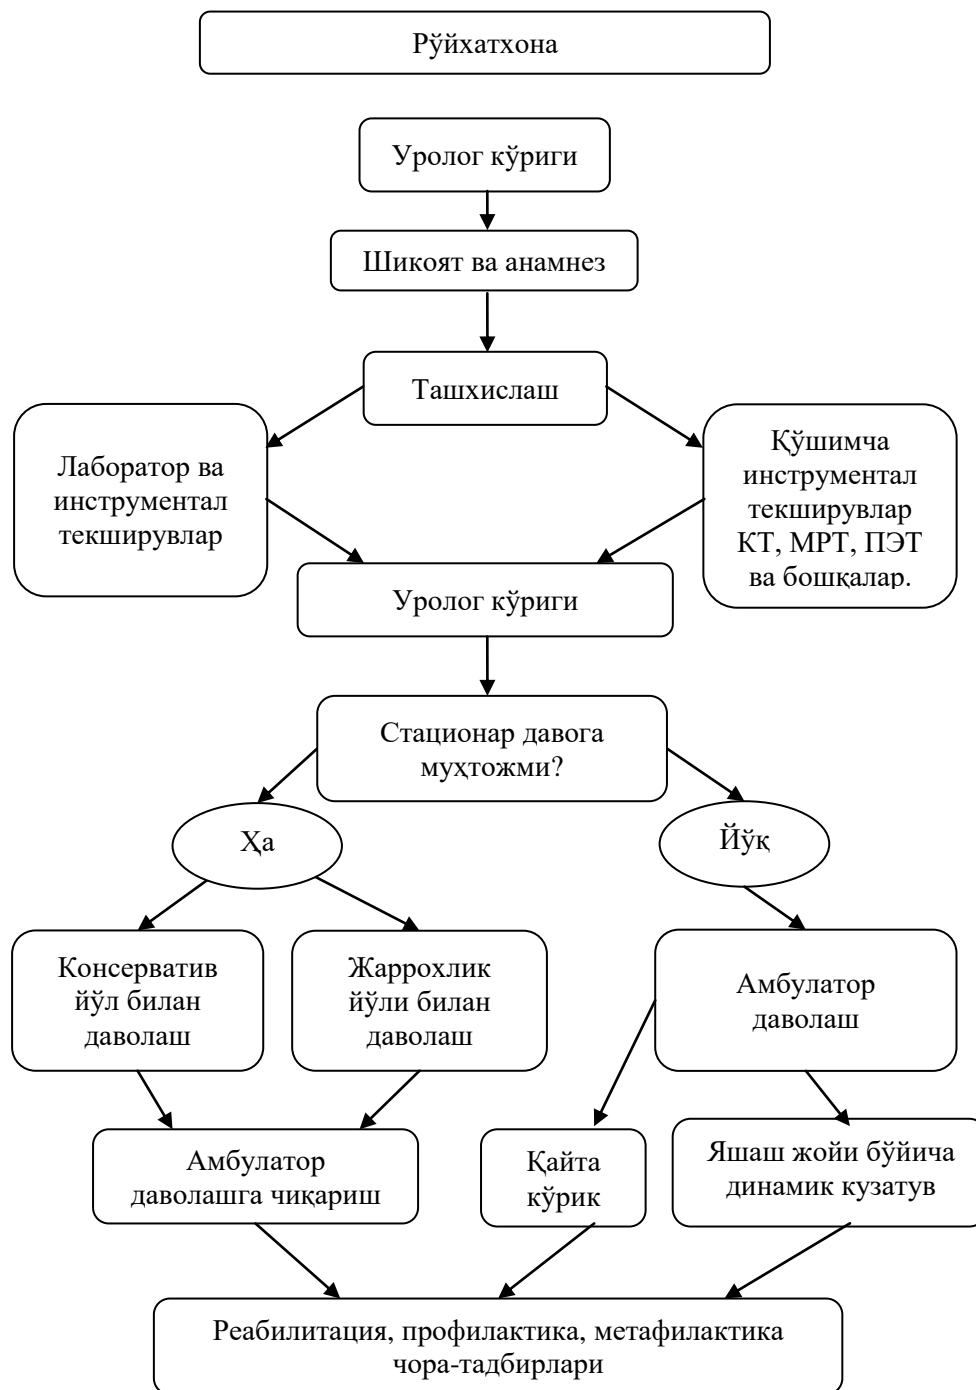 Рўйхатхона
Уролог кўриги
Шикоят ва анамнез
Ташхислаш
Лаборатор ва
инструментал
текширувлар
Қўшимча
инструментал
текширувлар
КТ, МРТ, ПЭТ
ва бошқалар.
Уролог кўриги
Стационар давога
муҳтожми?
Ҳа
Йўқ
Консерватив
йўл билан
даволаш
Жаррохлик
йўли билан
даволаш
Амбулатор
даволаш
Амбулатор
даволашга чиқариш
Қайта
кўрик
Яшаш жойи бўйича
динамик кузатув
Реабилитация, профилактика, метафилактика
чора-тадбирлари